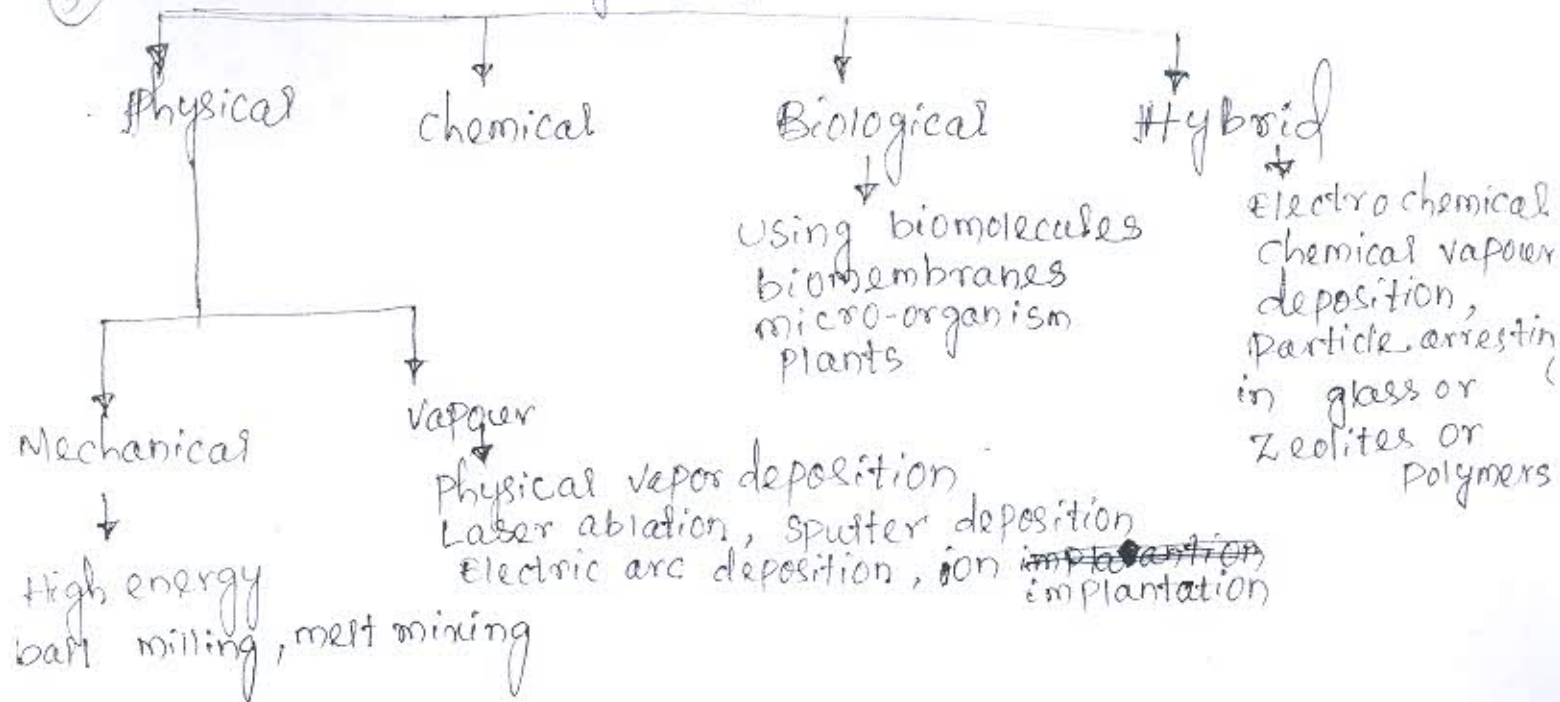 Physical
chemical
Biological
Hybrid
Using biomolecules
biomembranes
micro-organism
plants
Electrochemical
chemical vapour
deposition,
Particle arrestin
in glass or
Zeolites or
polymers
Mechanical
High energy
ball milling, melt mixing
Vapour
Physical vapor deposition
Laser ablation, sputter deposition
Electric arc deposition, ion
implantation